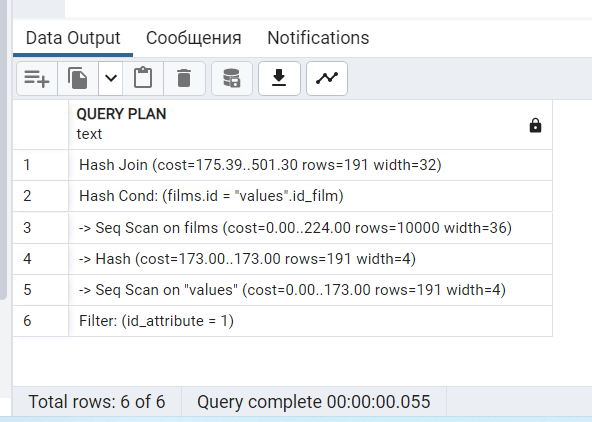 Data Output Сообщения Notifications
QUERY PLAN
text
1 Hash Join (cost=175.39..501.30 rows=191 width=32)
2 Hash Cond: (films.id = "values".id_film)
3 -> Seq Scan on films (cost=0.00..224.00 rows=10000 width=36)
4 -> Hash (cost=173.00..173.00 rows=191 width=4)
5 -> Seq Scan on "values" (cost=0.00..173.00 rows=191 width=4)
6 Filter: (id_attribute = 1)
Total rows: 6 of 6 Query complete 00:00:00.055